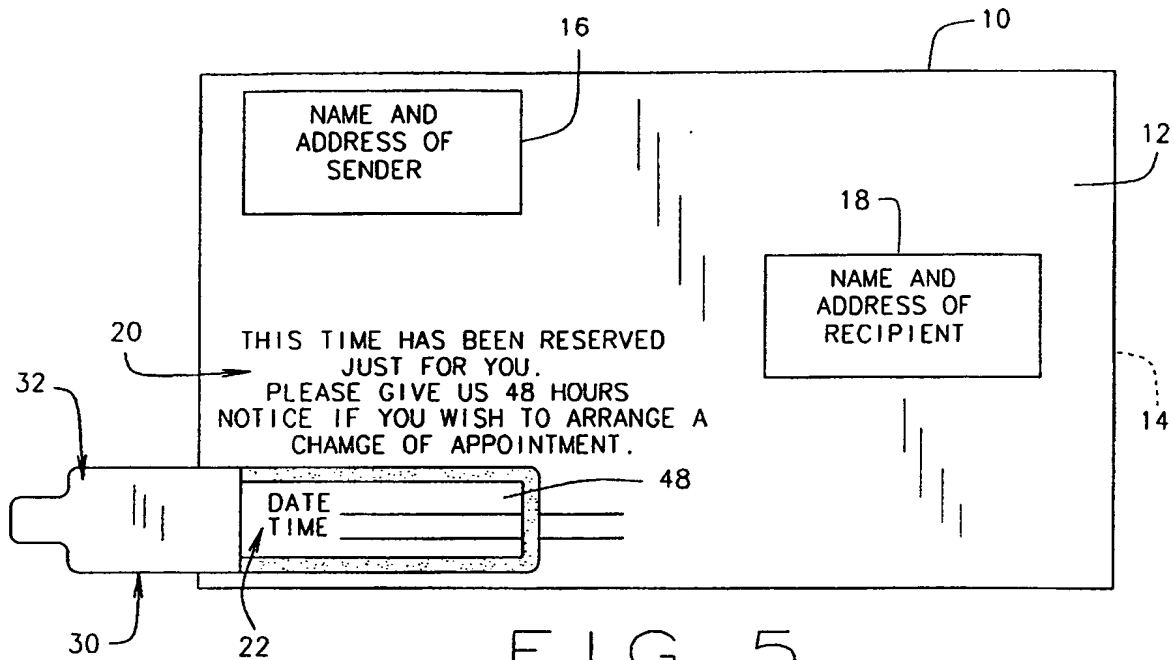 16
10
NAME AND
ADDRESS OF
SENDER
12
18
NAME AND
ADDRESS OF
RECIPIENT
20
THIS TIME HAS BEEN RESERVED
JUST FOR YOU.
PLEASE GIVE US 48 HOURS
NOTICE IF YOU WISH TO ARRANGE A
CHAMGE OF APPOINTMENT.
32
14
48
DATE
TIME
30
22
FIG 5